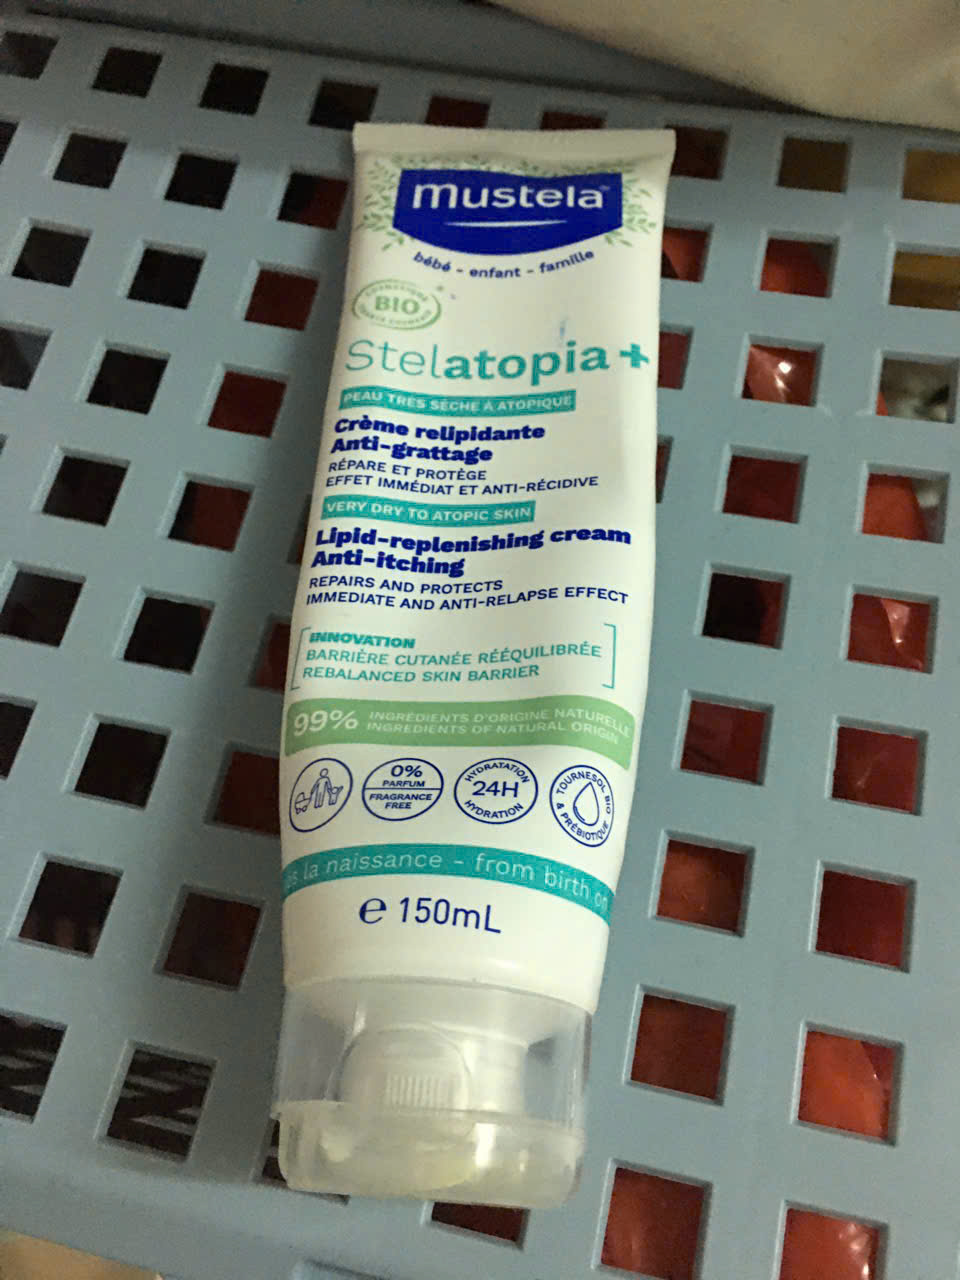 mustela™
bébé - enfant - famille
COSMETIQUE
BIO
Stelatopia +
PEAU TRÈS SÈCHE À ATOPIQUE
Crème relipidante
Anti-grattage
RÉPARE ET PROTÈGE
EFFET IMMÉDIAT ET ANTI-RÉCIDIVE
VERY DRY TO ATOPIC SKIN
Lipid-replenishing cream
Anti-itching
REPAIRS AND PROTECTS
IMMEDIATE AND ANTI-RELAPSE EFFECT
INNOVATION
BARRIÈRE CUTANÉE RÉÉQUILIBRÉE
REBALANCED SKIN BARRIER
99% INGRÉDIENTS D'ORIGINE NATURELLE
INGREDIENTS OF NATURAL ORIGIN
0%
PARFUM
FRAGRANCE
FREE
HYDRATATION
24H
HYDRATION
TOURNESOL BIO
& PRÉBIOTIQUE
la naissance - from birth on
e 150mL